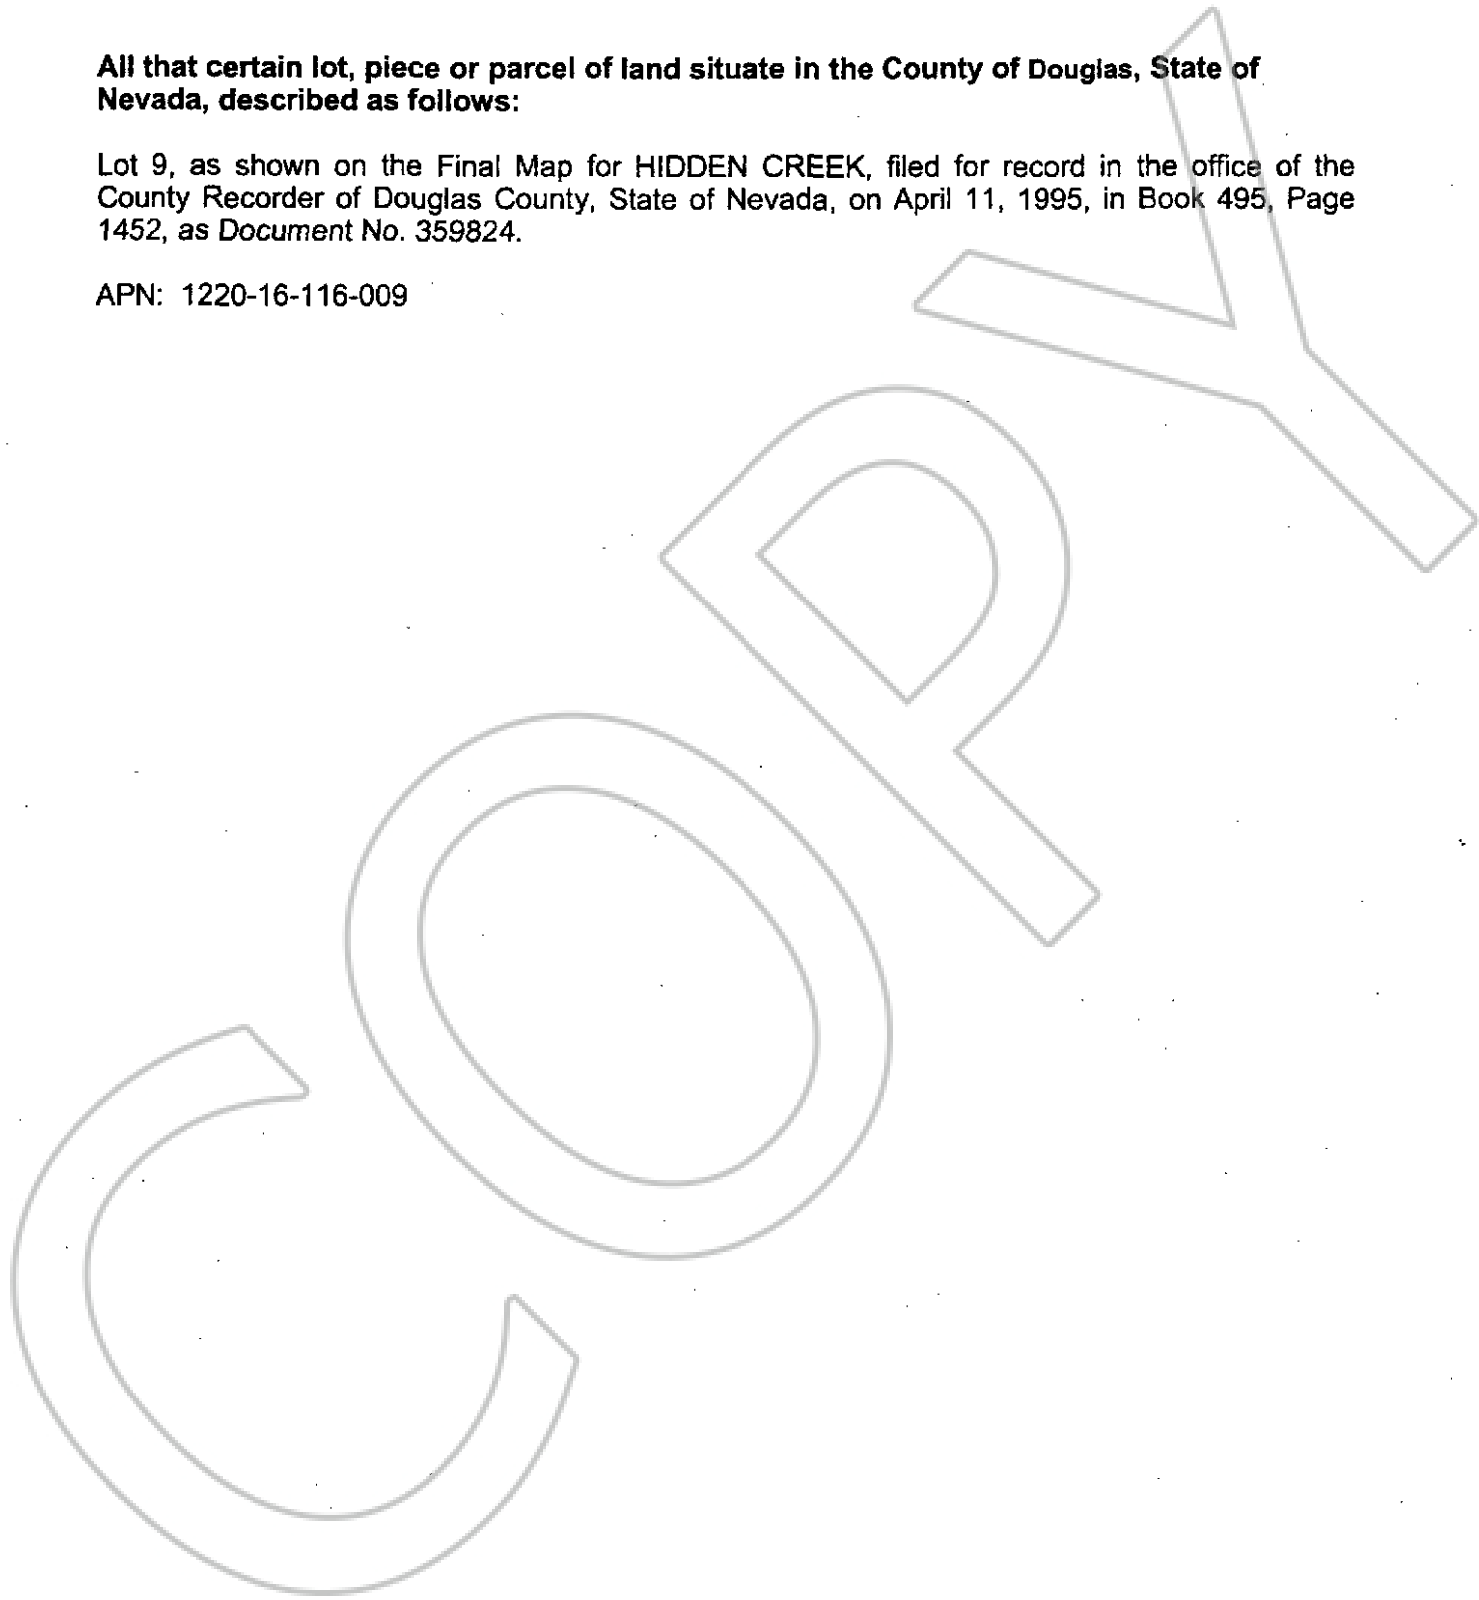 All that certain lot, piece or parcel of land situate in the County of Douglas, State of
Nevada, described as follows:
Lot 9, as shown on the Final Map for HIDDEN CREEK, filed for record in the office of the
County Recorder of Douglas County, State of Nevada, on April 11, 1995, in Book 495, Page
1452, as Document No. 359824.
APN: 1220-16-116-009
COPY